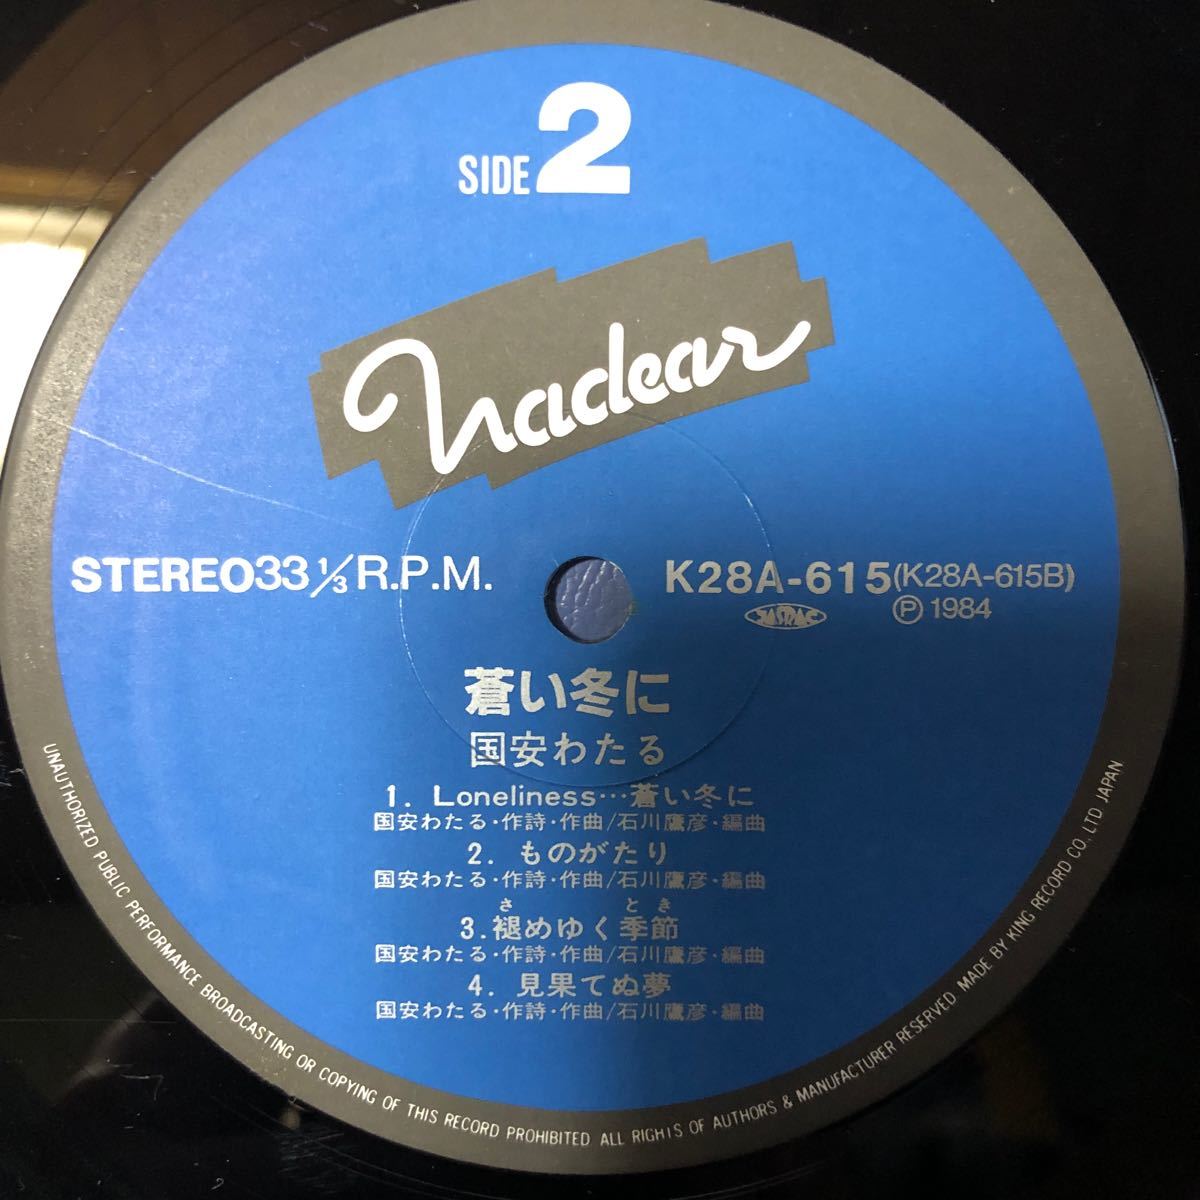 SIDE 2
Nadear
STEREO 33 1/3 R.P.M.
K28A-615 (K28A-615B)
JASRAC Ⓟ 1984
蒼い冬に
国安わたる
1. Loneliness…蒼い冬に
国安わたる・作詩・作曲/石川鷹彦・編曲
2. ものがたり
国安わたる・作詩・作曲/石川鷹彦・編曲
さ とき
3. 褪めゆく季節
国安わたる・作詩・作曲/石川鷹彦・編曲
4. 見果てぬ夢
国安わたる・作詩・作曲/石川鷹彦・編曲
UNAUTHORIZED PUBLIC PERFORMANCE BROADCASTING OR COPYING OF THIS RECORD PROHIBITED ALL RIGHTS OF AUTHORS & MANUFACTURER RESERVED. MADE BY KING RECORD CO. LTD JAPAN